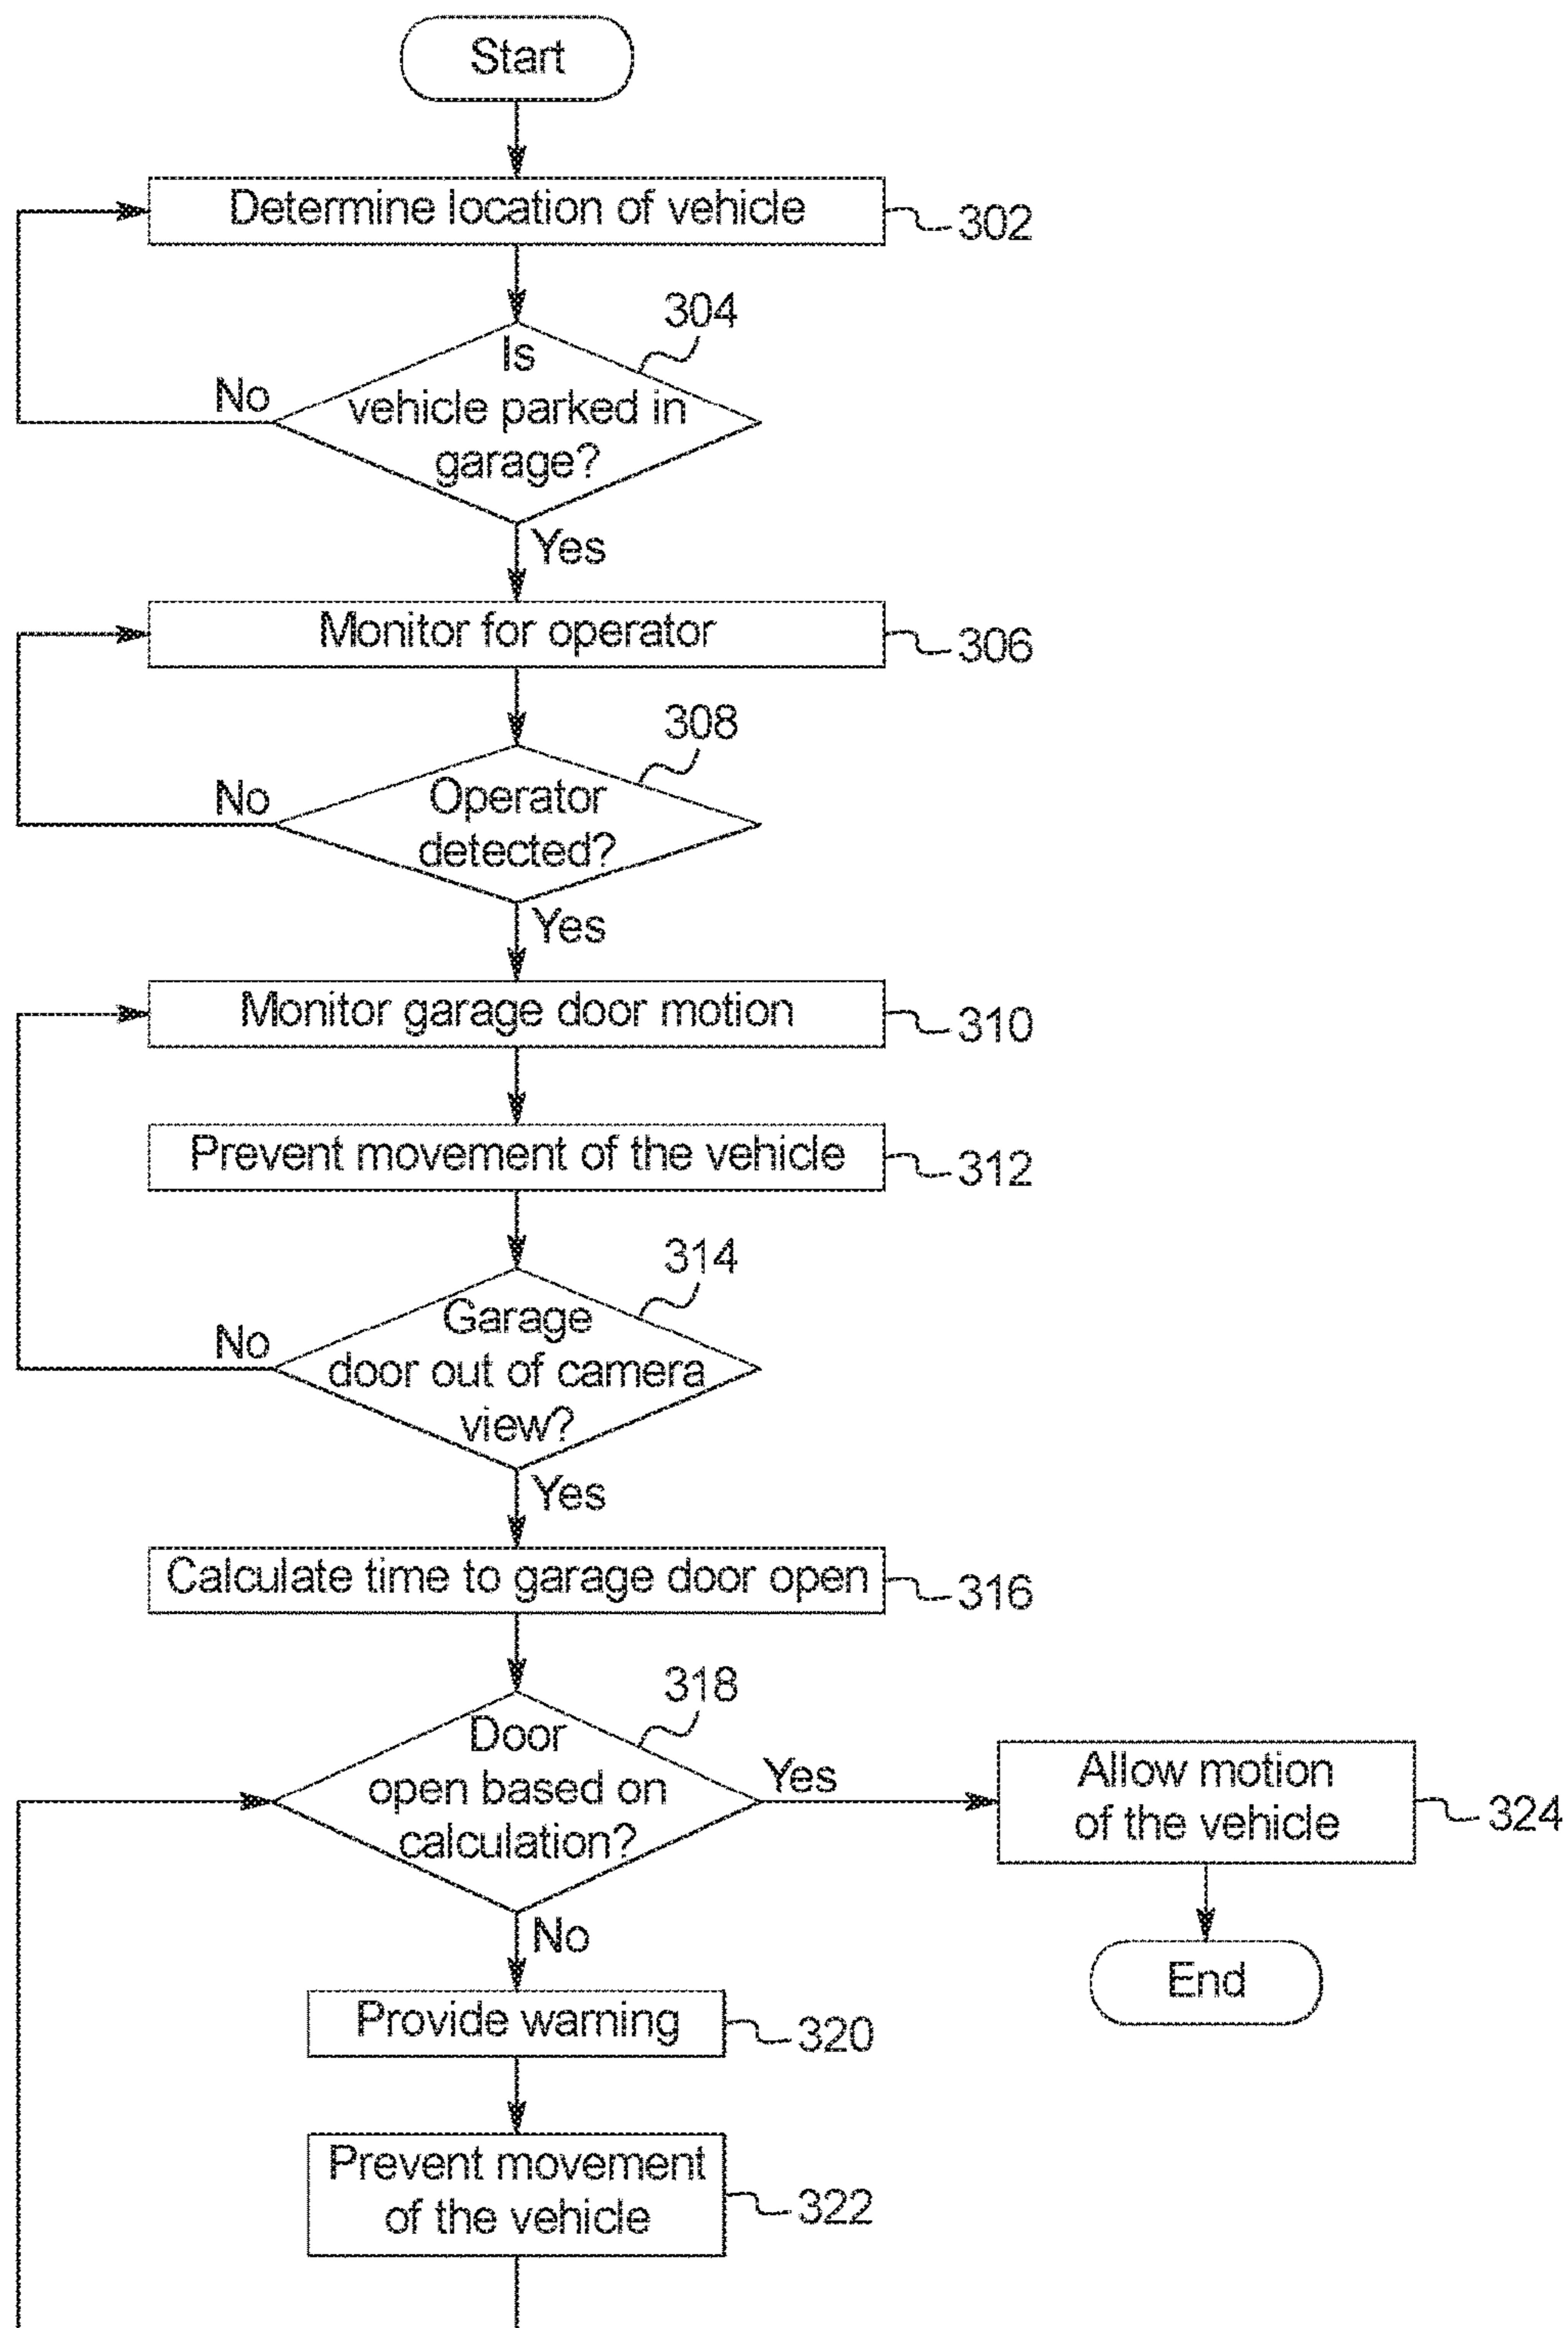 Start
Determine location of vehicle
302
304
Is
vehicle parked in
garage?
No
Yes
Monitor for operator
306
308
Operator
detected?
No
Yes
Monitor garage door motion
310
Prevent movement of the vehicle
312
314
Garage
door out of camera
view?
No
Yes
Calculate time to garage door open
316
318
Door
open based on
calculation?
Yes
Allow motion
of the vehicle
324
No
End
Provide warning
320
Prevent movement
of the vehicle
322